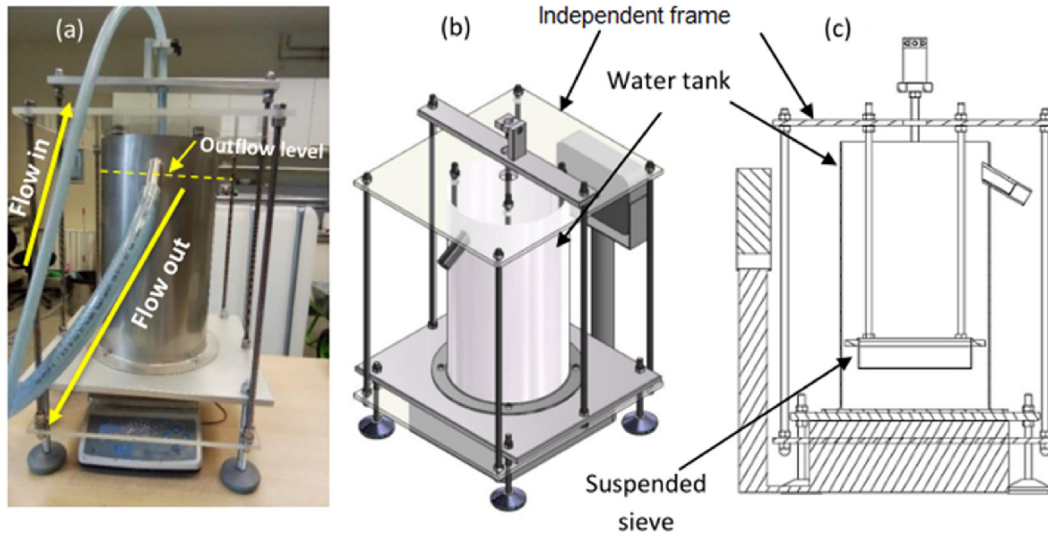 (a)
(b)
Independent frame
(c)
Water tank
Outflow level
Flow in
Flow out
Suspended
sieve